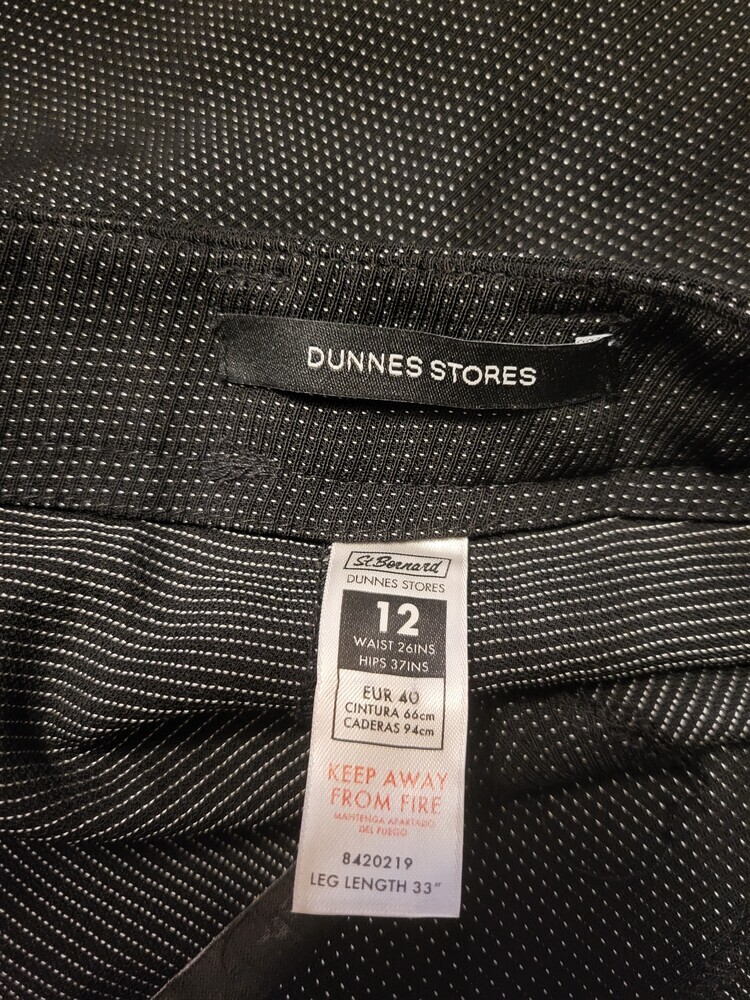 DUNNES STORES
St.Bernard
DUNNES STORES
12
WAIST 26INS
HIPS 37INS
EUR 40
CINTURA 66cm
CADERAS 94cm
KEEP AWAY
FROM FIRE
MANTENGA APARTADO
DEL FUEGO
8420219
LEG LENGTH 33"